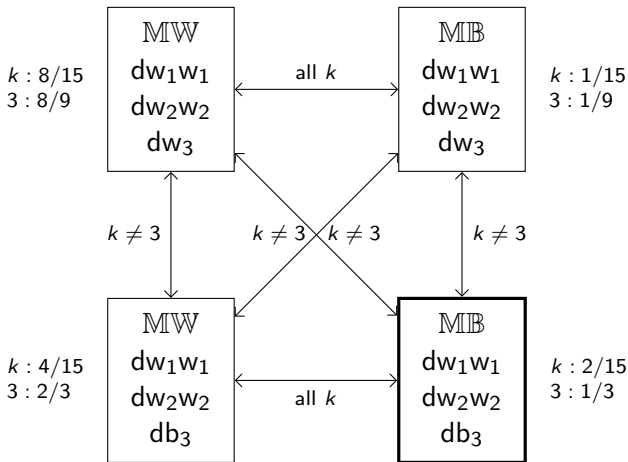 𝕄𝕎
dw₁w₁
dw₂w₂
dw₃
k : 8/15
3 : 8/9
all k
𝕄𝔹
dw₁w₁
dw₂w₂
dw₃
k : 1/15
3 : 1/9
k ≠ 3
k ≠ 3
k ≠ 3
k ≠ 3
𝕄𝕎
dw₁w₁
dw₂w₂
db₃
k : 4/15
3 : 2/3
all k
𝕄𝔹
dw₁w₁
dw₂w₂
db₃
k : 2/15
3 : 1/3